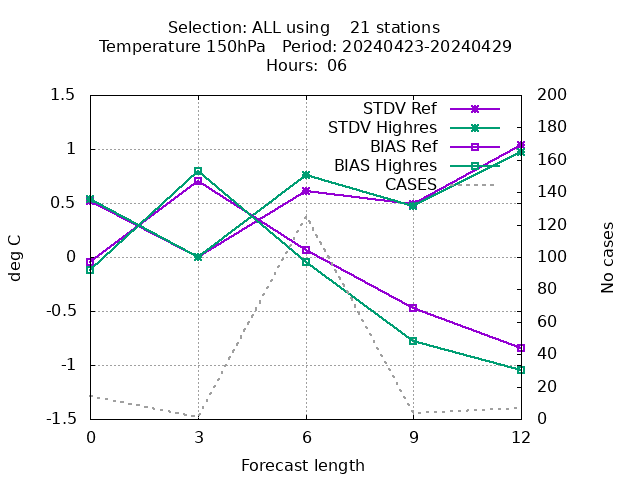 Selection: ALL using    21 stations
Temperature 150hPa   Period: 20240423-20240429
Hours: 06
1.5
1
0.5
0
-0.5
-1
-1.5
deg C
200
180
160
140
120
100
80
60
40
20
0
No cases
STDV Ref
STDV Highres
BIAS Ref
BIAS Highres
CASES
0 3 6 9 12
Forecast length